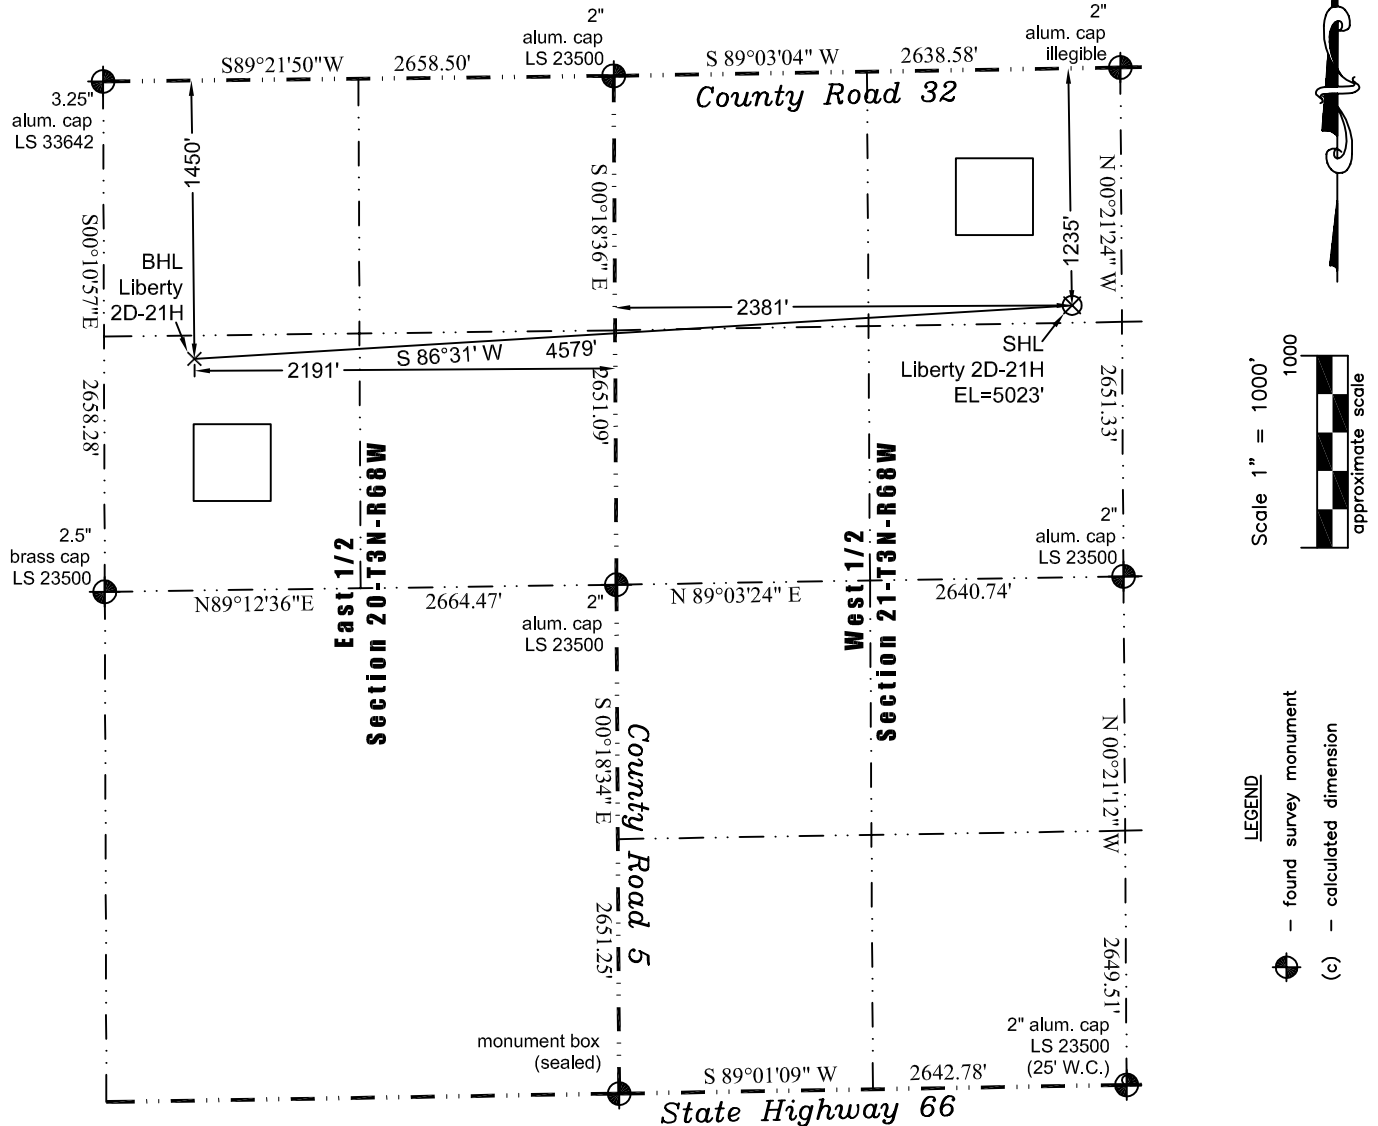 2"
alum. cap
LS 23500
2"
alum. cap
illegible
S89°21'50"W
2658.50'
S 89°03'04" W
2638.58'
County Road 32
3.25"
alum. cap
LS 33642
1450'
S00°10'57"E
S 00°18'36" E
N 00°21'24" W
1235'
BHL
Liberty
2D-21H
2381'
S 86°31' W
4579'
2191'
SHL
Liberty 2D-21H
EL=5023'
2658.28'
2651.09'
2651.33'
Scale 1" = 1000'
1000
approximate scale
East 1/2
Section 20-T3N-R68W
West 1/2
Section 21-T3N-R68W
2.5"
brass cap
LS 23500
2"
alum. cap
LS 23500
N89°12'36"E
2664.47'
N 89°03'24" E
2640.74'
2"
alum. cap
LS 23500
S 00°18'34" E
County Road 5
N 00°21'12" W
2651.25'
2649.51'
LEGEND
– found survey monument
(c) – calculated dimension
monument box
(sealed)
2" alum. cap
LS 23500
(25' W.C.)
S 89°01'09" W
2642.78'
State Highway 66